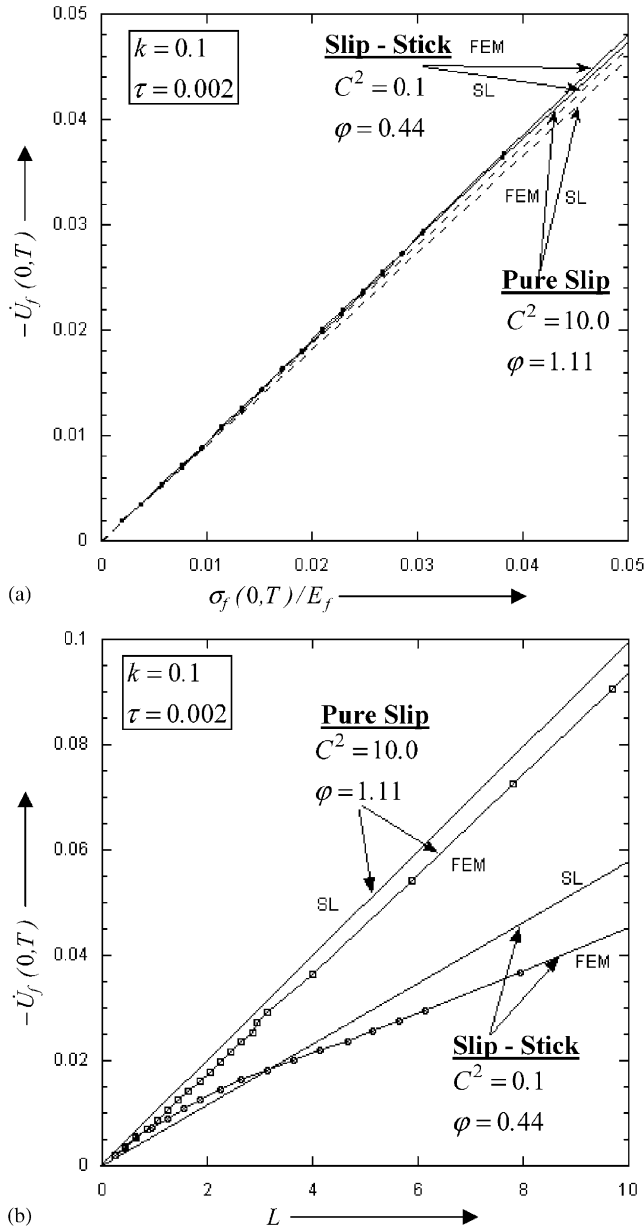 k = 0.1
τ = 0.002
Slip - Stick
C² = 0.1
φ = 0.44
FEM
SL
FEM
SL
Pure Slip
C² = 10.0
φ = 1.11
−U̇f (0,T)
0.05
0.04
0.03
0.02
0.01
0
0
0.01
0.02
0.03
0.04
0.05
(a)
σf (0,T)/Ef
k = 0.1
τ = 0.002
Pure Slip
C² = 10.0
φ = 1.11
SL
FEM
SL
FEM
Slip - Stick
C² = 0.1
φ = 0.44
−U̇f (0,T)
0.1
0.08
0.06
0.04
0.02
0
0
2
4
6
8
10
(b)
L